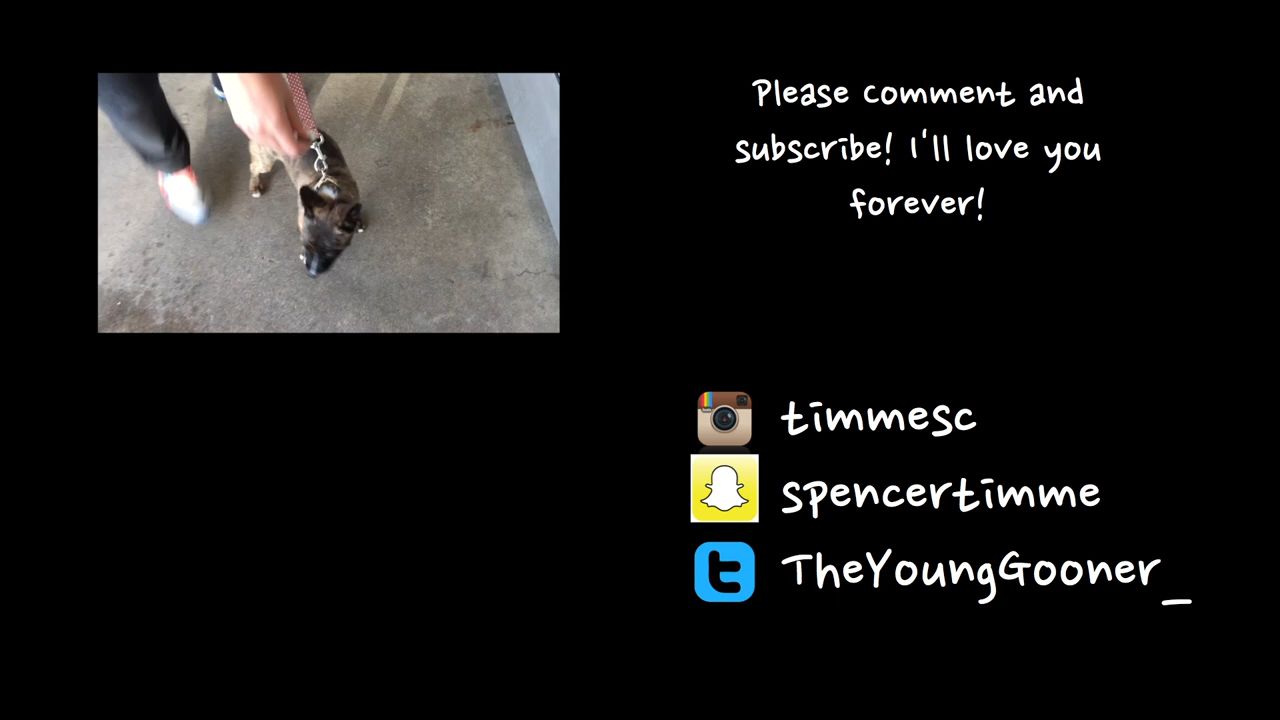 Please comment and
subscribe! I'll love you
forever!
timmesc
spencertimme
TheYoungGooner_